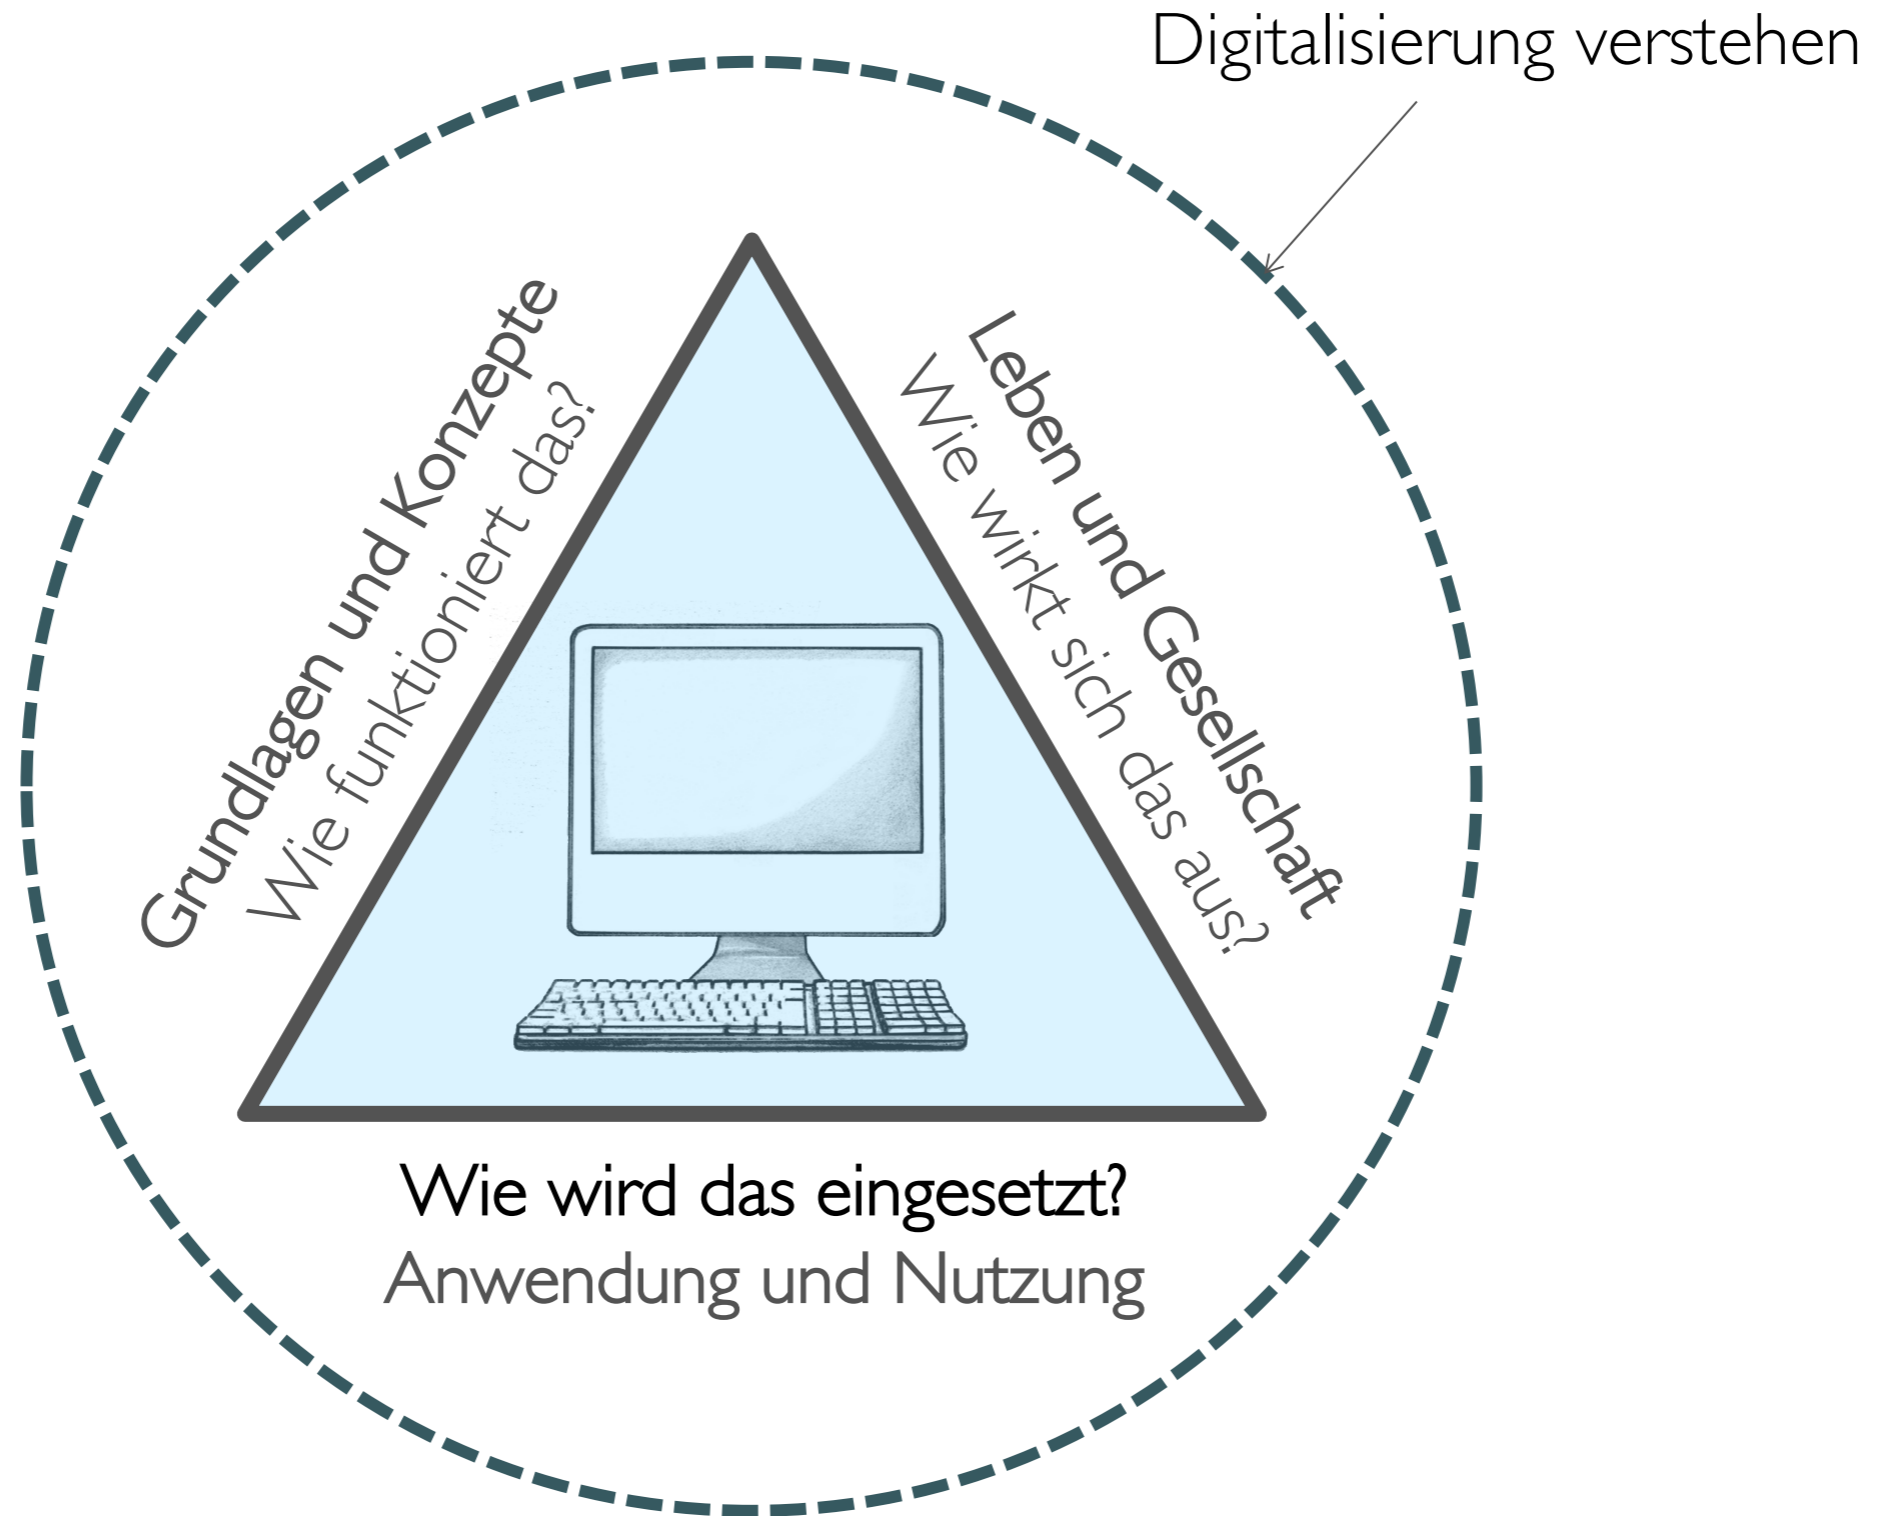 Digitalisierung verstehen
Grundlagen und Konzepte
Wie funktioniert das?
Leben und Gesellschaft
Wie wirkt sich das aus?
Wie wird das eingesetzt?
Anwendung und Nutzung